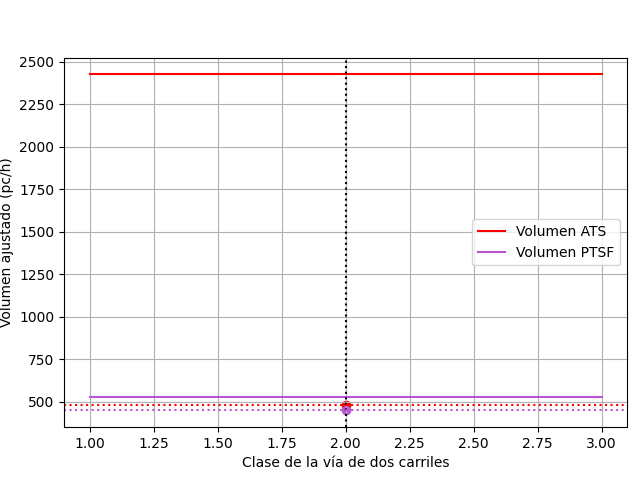 2500
2250
2000
1750
1500
1250
1000
750
500
Volumen ajustado (pc/h)
Volumen ATS
Volumen PTSF
1.00 1.25 1.50 1.75 2.00 2.25 2.50 2.75 3.00
Clase de la vía de dos carriles